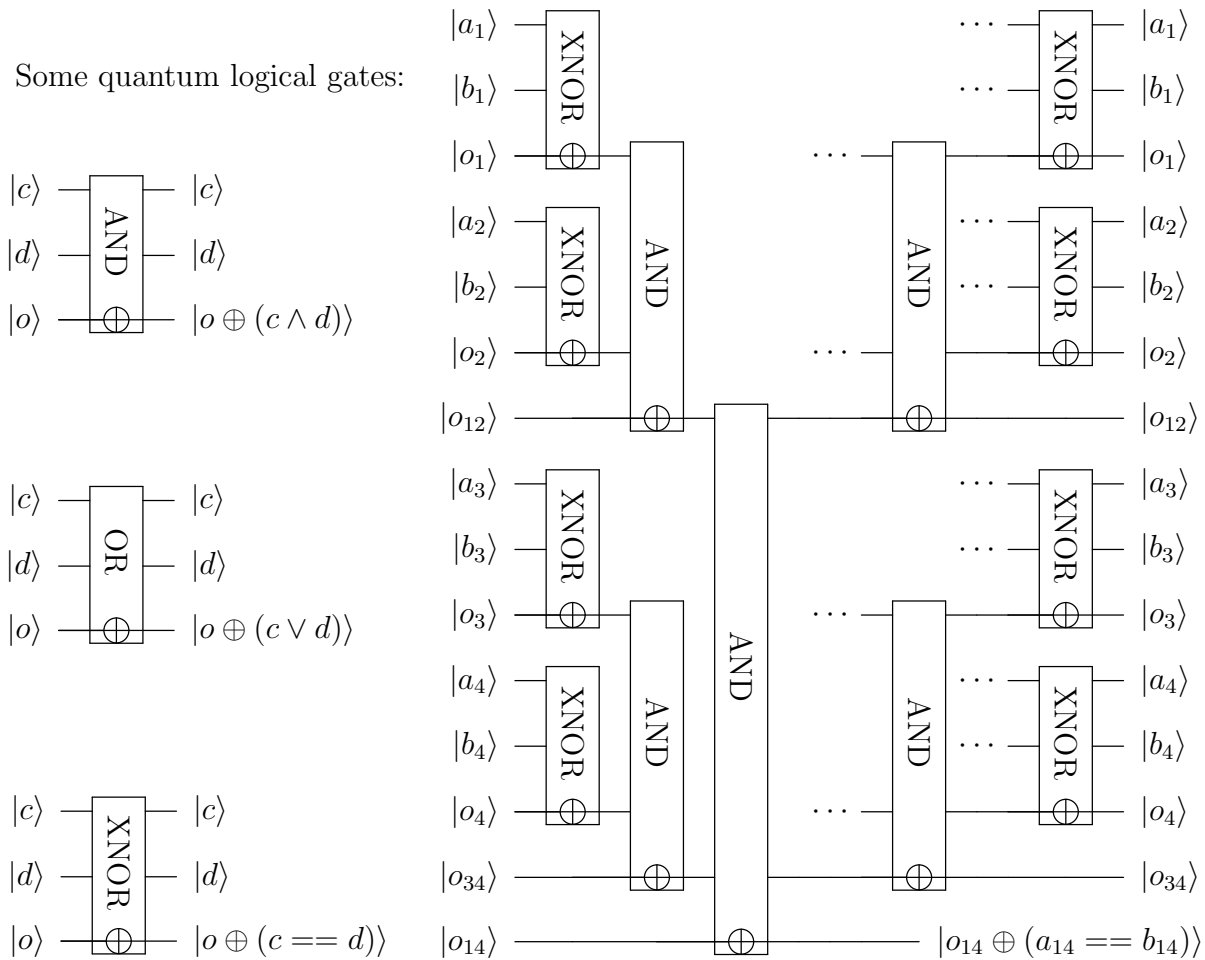 Some quantum logical gates:
|c⟩ AND |c⟩
|d⟩ |d⟩
|o⟩ ⊕ |o ⊕ (c ∧ d)⟩
|c⟩ OR |c⟩
|d⟩ |d⟩
|o⟩ ⊕ |o ⊕ (c ∨ d)⟩
|c⟩ XNOR |c⟩
|d⟩ |d⟩
|o⟩ ⊕ |o ⊕ (c == d)⟩
|a₁⟩ XNOR ··· XNOR |a₁⟩
|b₁⟩ ··· |b₁⟩
|o₁⟩ ⊕ AND ··· AND ⊕ |o₁⟩
|a₂⟩ XNOR ··· XNOR |a₂⟩
|b₂⟩ ··· |b₂⟩
|o₂⟩ ⊕ ··· ⊕ |o₂⟩
|o₁₂⟩ ⊕ AND ⊕ |o₁₂⟩
|a₃⟩ XNOR ··· XNOR |a₃⟩
|b₃⟩ ··· |b₃⟩
|o₃⟩ ⊕ AND ··· AND ⊕ |o₃⟩
|a₄⟩ XNOR ··· XNOR |a₄⟩
|b₄⟩ ··· |b₄⟩
|o₄⟩ ⊕ ··· ⊕ |o₄⟩
|o₃₄⟩ ⊕ ⊕ |o₃₄⟩
|o₁₄⟩ ⊕ |o₁₄ ⊕ (a₁₄ == b₁₄)⟩